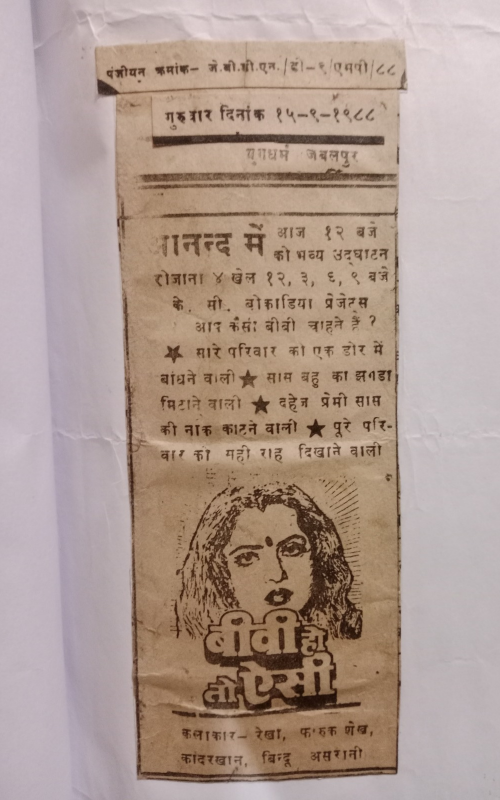 पंजीयन क्रमांक- जे.बी.पी.एन./डी-९/एमपी/८८
गुरुवार दिनांक १५-९-१९८८
युगधर्म जबलपुर
आनन्द में आज १२ बजे
को भव्य उद्घाटन
रोजाना ४ खेल १२, ३, ६, ९ बजे
के. सी. बोकाडिया प्रेजेंट्स
आप कैसी बीबी चाहते हैं ?
★ सारे परिवार को एक डोर में
बांधने वाली ★ सास बहु का झगडा
मिटाने वाली ★ दहेज प्रेमी सास
की नाक काटने वाली ★ पूरे परि-
वार को सही राह दिखाने वाली
बीवी हो
तो ऐसी
कलाकार- रेखा, फारुक शेख,
कादरखान, बिन्दू असरानी